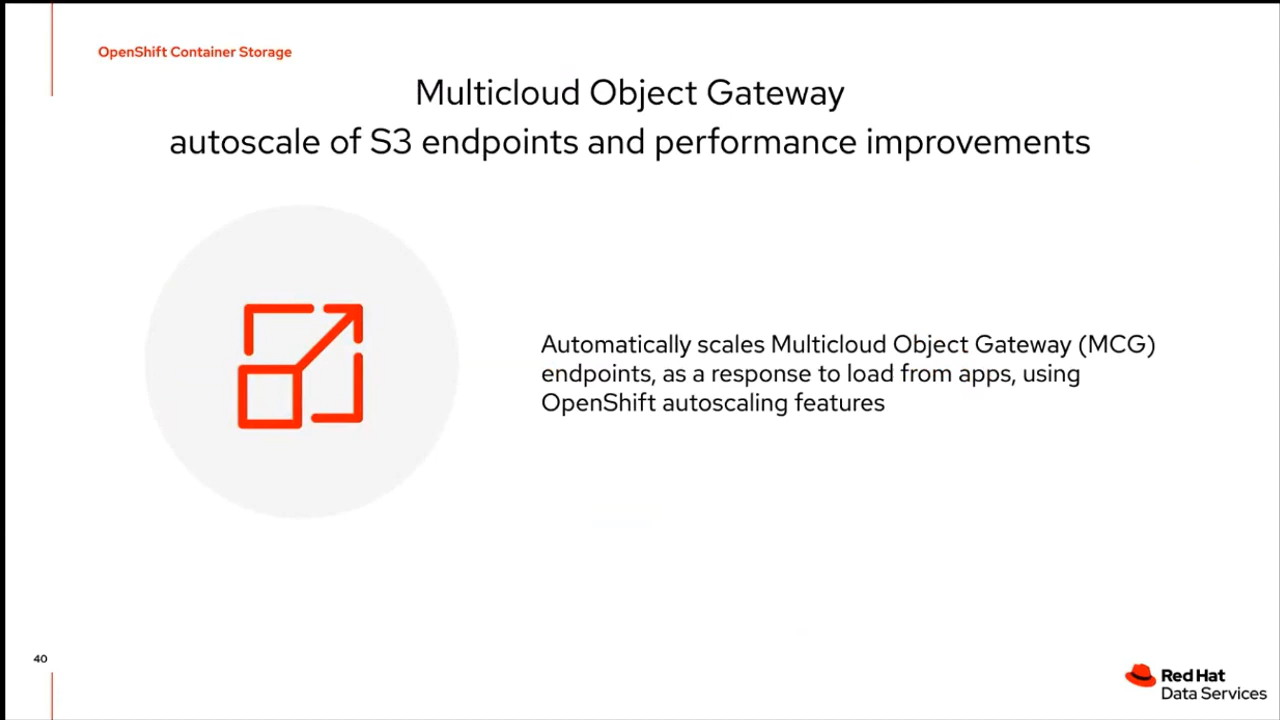 OpenShift Container Storage
Multicloud Object Gateway
autoscale of S3 endpoints and performance improvements
Automatically scales Multicloud Object Gateway (MCG)
endpoints, as a response to load from apps, using
OpenShift autoscaling features
40
Red Hat
Data Services